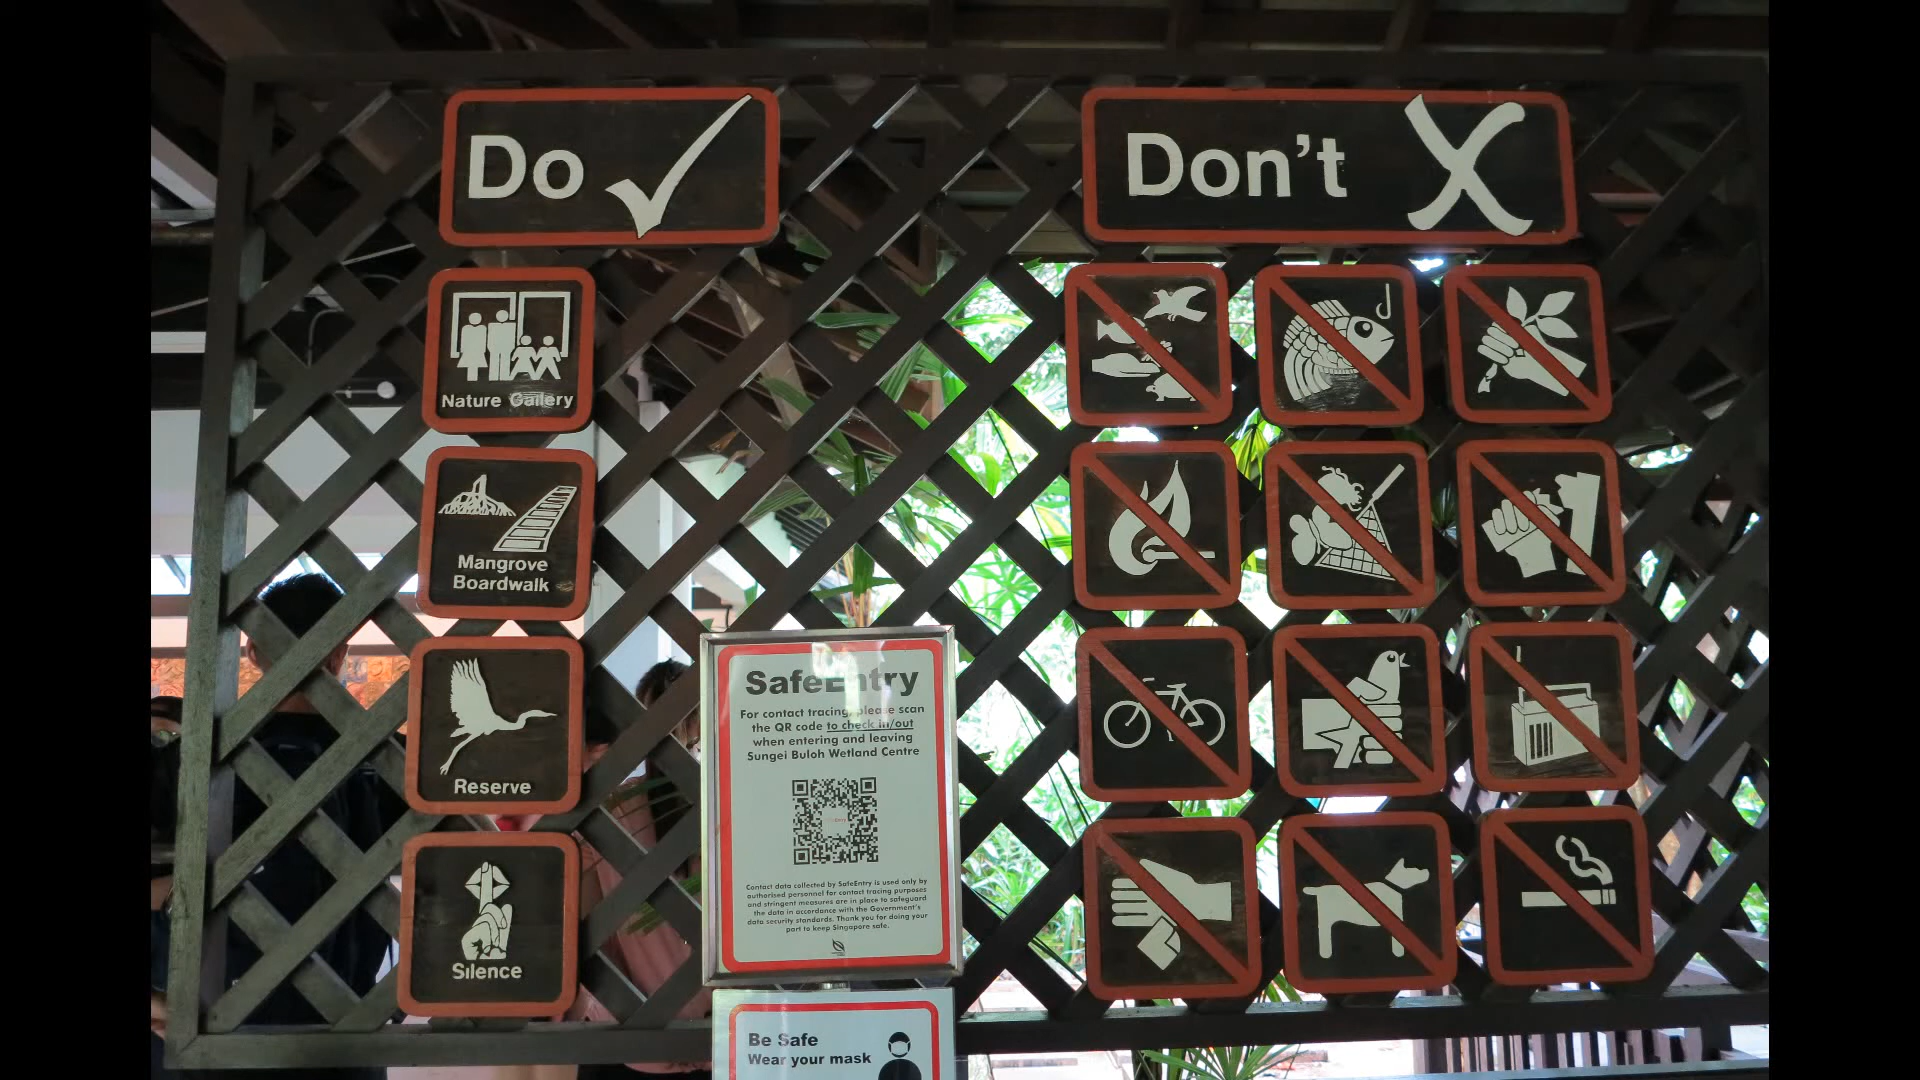 Do
Don't
Nature Gallery
Mangrove
Boardwalk
Reserve
Silence
SafeEntry
For contact tracing, please scan
the QR code to check in/out
when entering and leaving
Sungei Buloh Wetland Centre
Contact data collected by SafeEntry is used only by
authorised personnel for contact tracing purposes
and stringent measures are in place to safeguard
the data in accordance with the Government's
data security standards. Thank you for doing your
part to keep Singapore safe.
Be Safe
Wear your mask